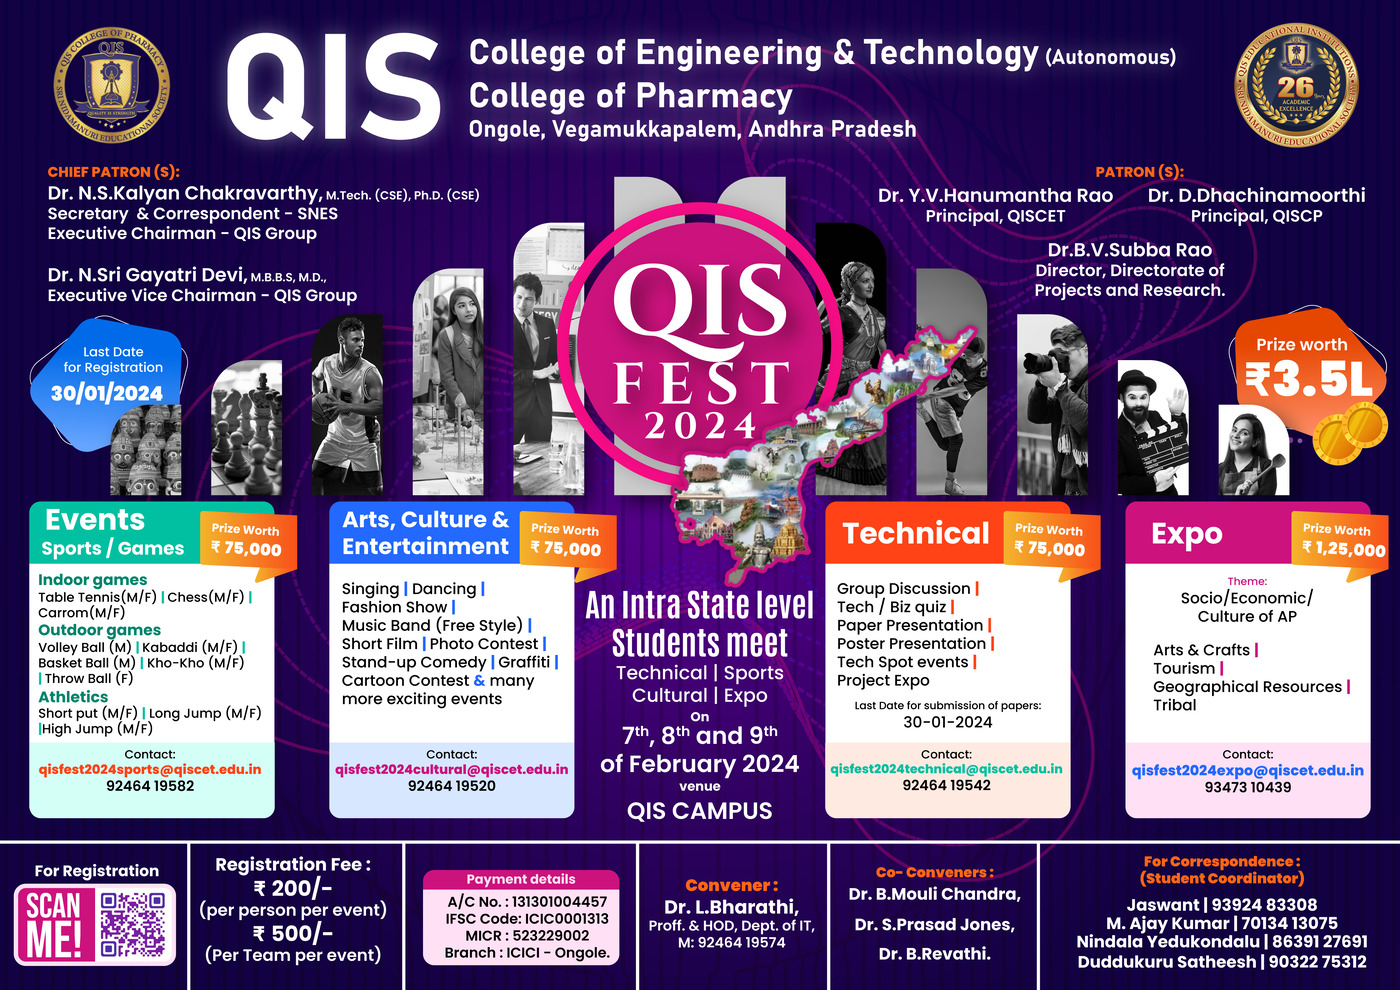 QIS COLLEGE OF PHARMACY
SRI NIDAMANURI EDUCATIONAL SOCIETY
QIS
QUALITY IS STRENGTH
QIS
College of Engineering & Technology (Autonomous)
College of Pharmacy
Ongole, Vegamukkapalem, Andhra Pradesh
QIS EDUCATIONAL INSTITUTIONS
SRI NIDAMANURI EDUCATIONAL SOCIETY
26 Years
ACADEMIC
EXCELLENCE
CHIEF PATRON (S):
Dr. N.S.Kalyan Chakravarthy, M.Tech. (CSE), Ph.D. (CSE)
Secretary & Correspondent - SNES
Executive Chairman - QIS Group
Dr. N.Sri Gayatri Devi, M.B.B.S, M.D.,
Executive Vice Chairman - QIS Group
PATRON (S):
Dr. Y.V.Hanumantha Rao
Principal, QISCET
Dr. D.Dhachinamoorthi
Principal, QISCP
Dr.B.V.Subba Rao
Director, Directorate of
Projects and Research.
Last Date
for Registration
30/01/2024
QIS
FEST
2024
Prize worth
₹3.5L
Events
Sports / Games
Prize Worth
₹ 75,000
Indoor games
Table Tennis(M/F) | Chess(M/F) |
Carrom(M/F)
Outdoor games
Volley Ball (M) | Kabaddi (M/F) |
Basket Ball (M) | Kho-Kho (M/F)
| Throw Ball (F)
Athletics
Short put (M/F) | Long Jump (M/F)
|High Jump (M/F)
Contact:
qisfest2024sports@qiscet.edu.in
92464 19582
Arts, Culture &
Entertainment
Prize Worth
₹ 75,000
Singing | Dancing |
Fashion Show |
Music Band (Free Style) |
Short Film | Photo Contest |
Stand-up Comedy | Graffiti |
Cartoon Contest & many
more exciting events
Contact:
qisfest2024cultural@qiscet.edu.in
92464 19520
An Intra State level
Students meet
Technical | Sports
Cultural | Expo
On
7th, 8th and 9th
of February 2024
venue
QIS CAMPUS
Technical
Prize Worth
₹ 75,000
Group Discussion |
Tech / Biz quiz |
Paper Presentation |
Poster Presentation |
Tech Spot events |
Project Expo
Last Date for submission of papers:
30-01-2024
Contact:
qisfest2024technical@qiscet.edu.in
92464 19542
Expo
Prize Worth
₹ 1,25,000
Theme:
Socio/Economic/
Culture of AP
Arts & Crafts |
Tourism |
Geographical Resources |
Tribal
Contact:
qisfest2024expo@qiscet.edu.in
93473 10439
For Registration
SCAN
ME!
Registration Fee :
₹ 200/-
(per person per event)
₹ 500/-
(Per Team per event)
Payment details
A/C No. : 131301004457
IFSC Code: ICIC0001313
MICR : 523229002
Branch : ICICI - Ongole.
Convener :
Dr. L.Bharathi,
Proff. & HOD, Dept. of IT,
M: 92464 19574
Co- Conveners :
Dr. B.Mouli Chandra,
Dr. S.Prasad Jones,
Dr. B.Revathi.
For Correspondence :
(Student Coordinator)
Jaswant | 93924 83308
M. Ajay Kumar | 70134 13075
Nindala Yedukondalu | 86391 27691
Duddukuru Satheesh | 90322 75312